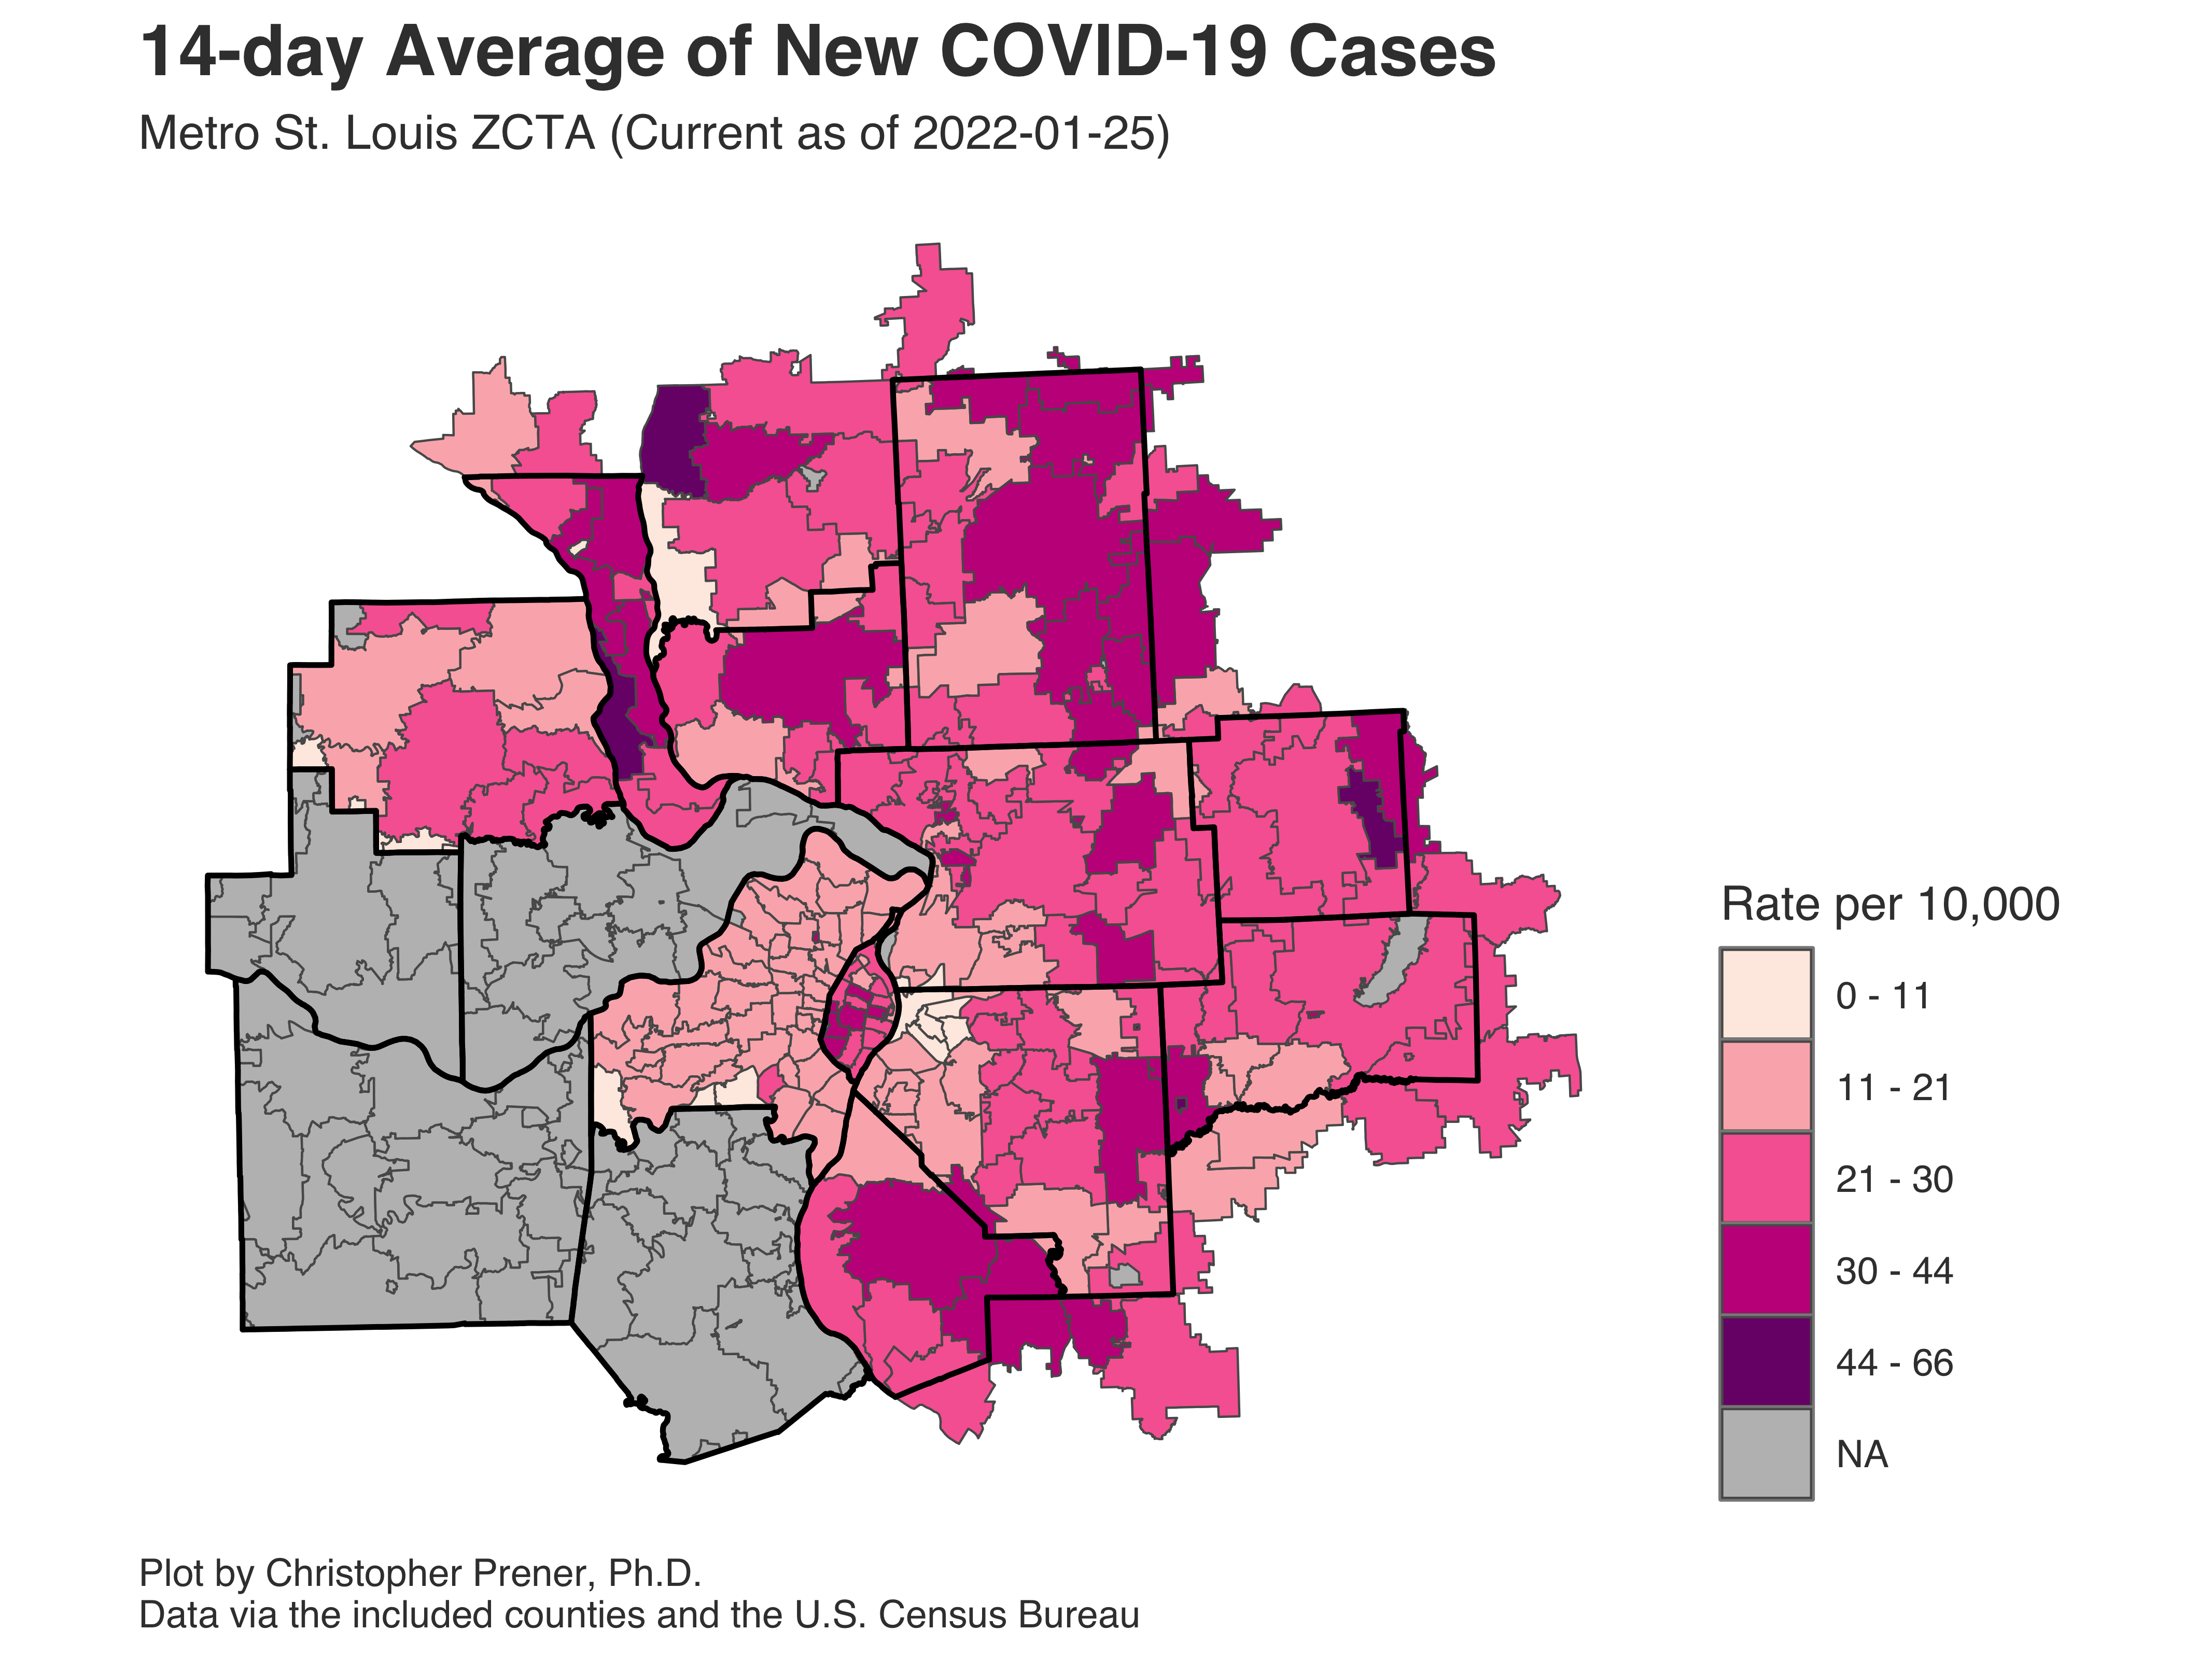 14-day Average of New COVID-19 Cases
Metro St. Louis ZCTA (Current as of 2022-01-25)
Rate per 10,000
0 - 11
11 - 21
21 - 30
30 - 44
44 - 66
NA
Plot by Christopher Prener, Ph.D.
Data via the included counties and the U.S. Census Bureau